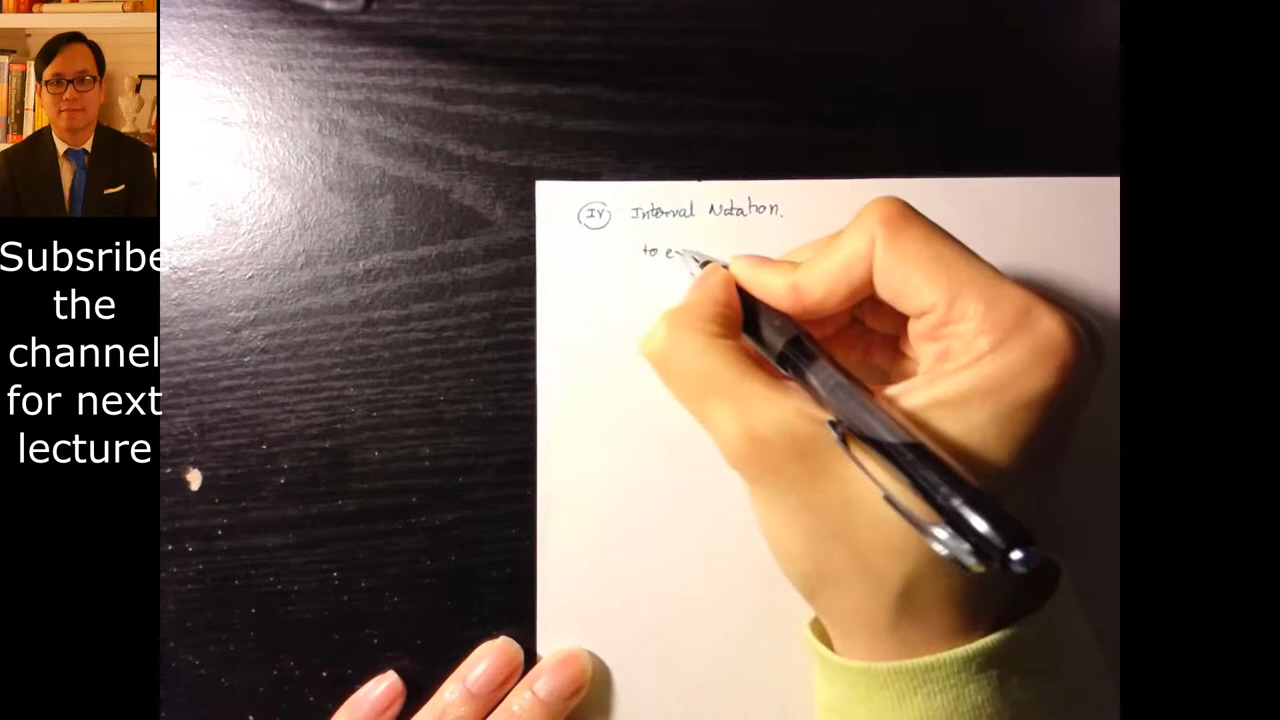 Subsribe
the
channel
for next
lecture
IV Interval Notation.
to e